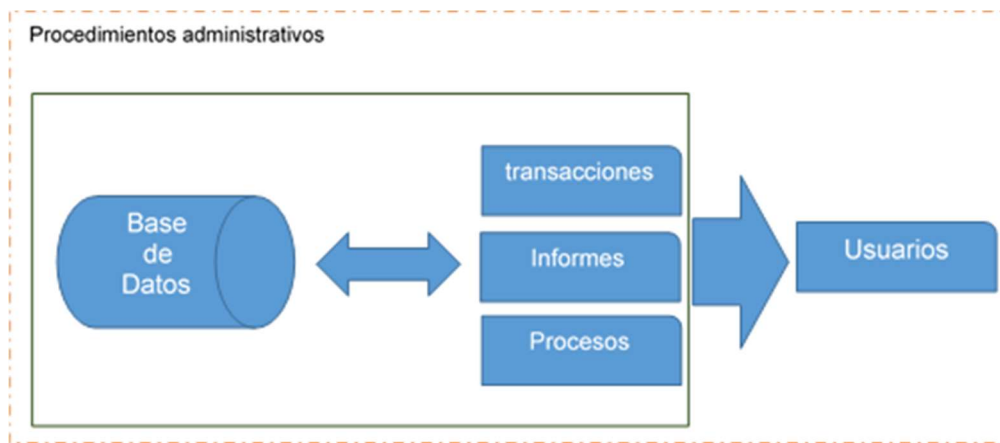 Procedimientos administrativos
Base
de
Datos
transacciones
Informes
Procesos
Usuarios